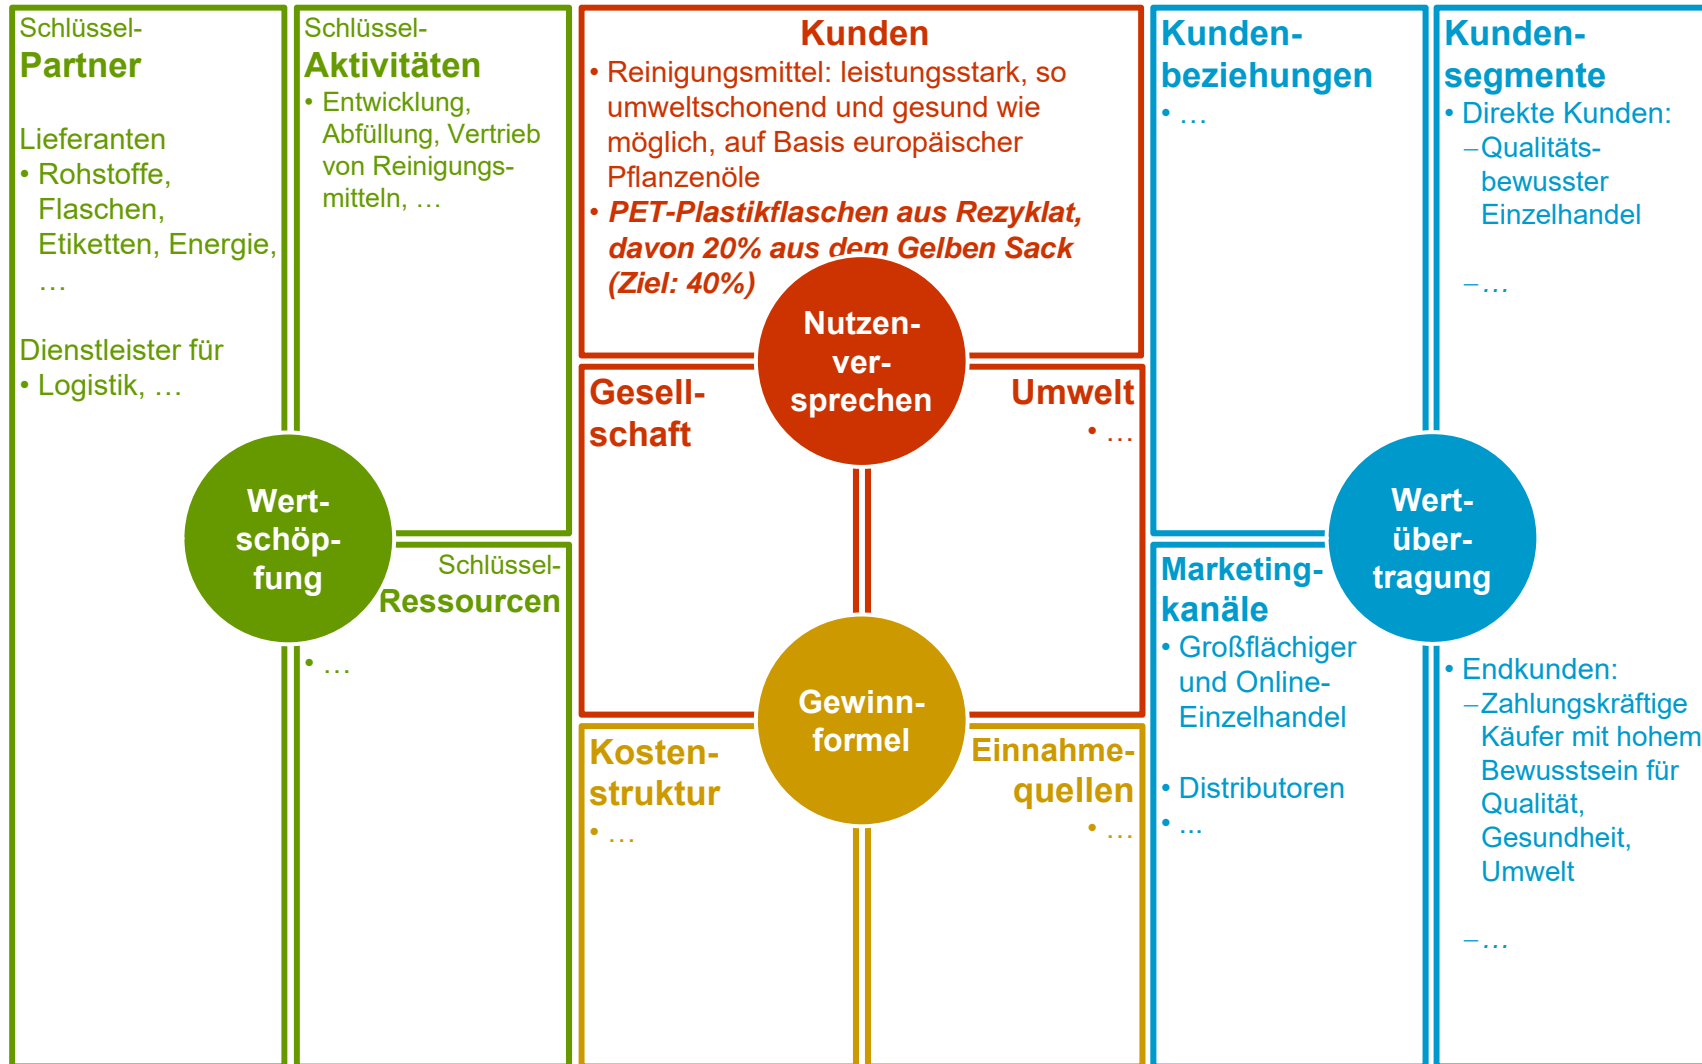 Schlüssel-
Partner
Lieferanten
• Rohstoffe,
Flaschen,
Etiketten, Energie,
…
Dienstleister für
• Logistik, …
Schlüssel-
Aktivitäten
• Entwicklung,
Abfüllung, Vertrieb
von Reinigungs-
mitteln, …
Wert-
schöp-
fung
Schlüssel-
Ressourcen
• …
Kunden
• Reinigungsmittel: leistungsstark, so
umweltschonend und gesund wie
möglich, auf Basis europäischer
Pflanzenöle
• PET-Plastikflaschen aus Rezyklat,
davon 20% aus dem Gelben Sack
(Ziel: 40%)
Nutzen-
ver-
sprechen
Gesell-
schaft
Umwelt
• …
Gewinn-
formel
Kosten-
struktur
• …
Einnahme-
quellen
• …
Kunden-
beziehungen
• …
Marketing-
kanäle
• Großflächiger
und Online-
Einzelhandel
• Distributoren
• ...
Wert-
über-
tragung
Kunden-
segmente
• Direkte Kunden:
–Qualitäts-
bewusster
Einzelhandel
–…
• Endkunden:
–Zahlungskräftige
Käufer mit hohem
Bewusstsein für
Qualität,
Gesundheit,
Umwelt
–…